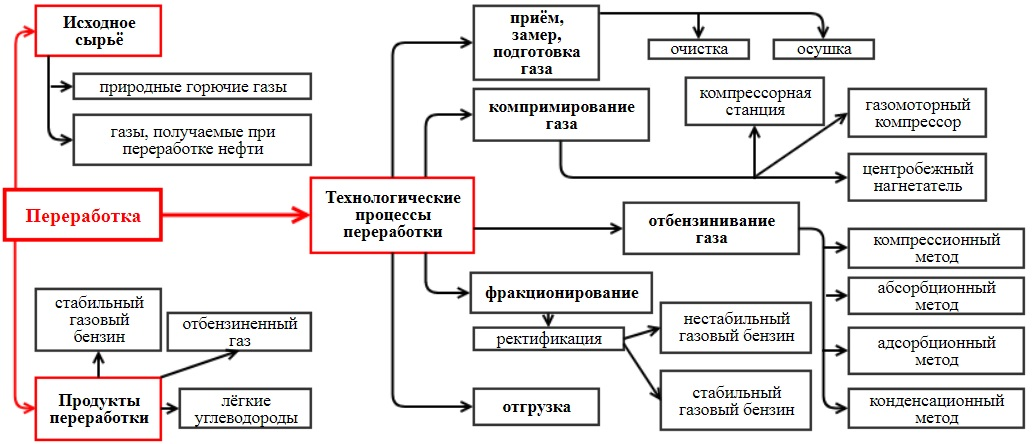 Исходное
сырьё
природные горючие газы
газы, получаемые при
переработке нефти
Переработка
стабильный
газовый
бензин
отбензиненный
газ
Продукты
переработки
лёгкие
углеводороды
Технологические
процессы
переработки
приём,
замер,
подготовка
газа
очистка
осушка
компримирование
газа
компрессорная
станция
газомоторный
компрессор
центробежный
нагнетатель
отбензинивание
газа
компрессионный
метод
абсорбционный
метод
адсорбционный
метод
конденсационный
метод
фракционирование
ректификация
нестабильный
газовый бензин
стабильный
газовый бензин
отгрузка